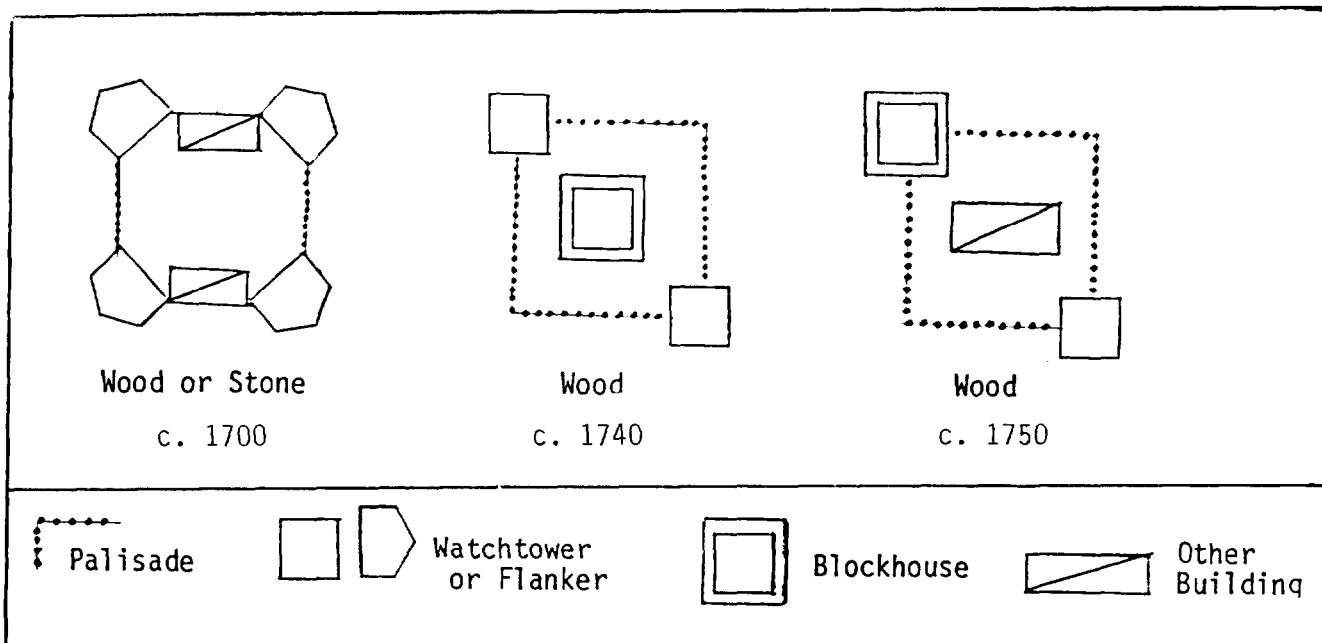 Wood or Stone
c. 1700
Wood
c. 1740
Wood
c. 1750
Palisade
Watchtower
or Flanker
Blockhouse
Other
Building